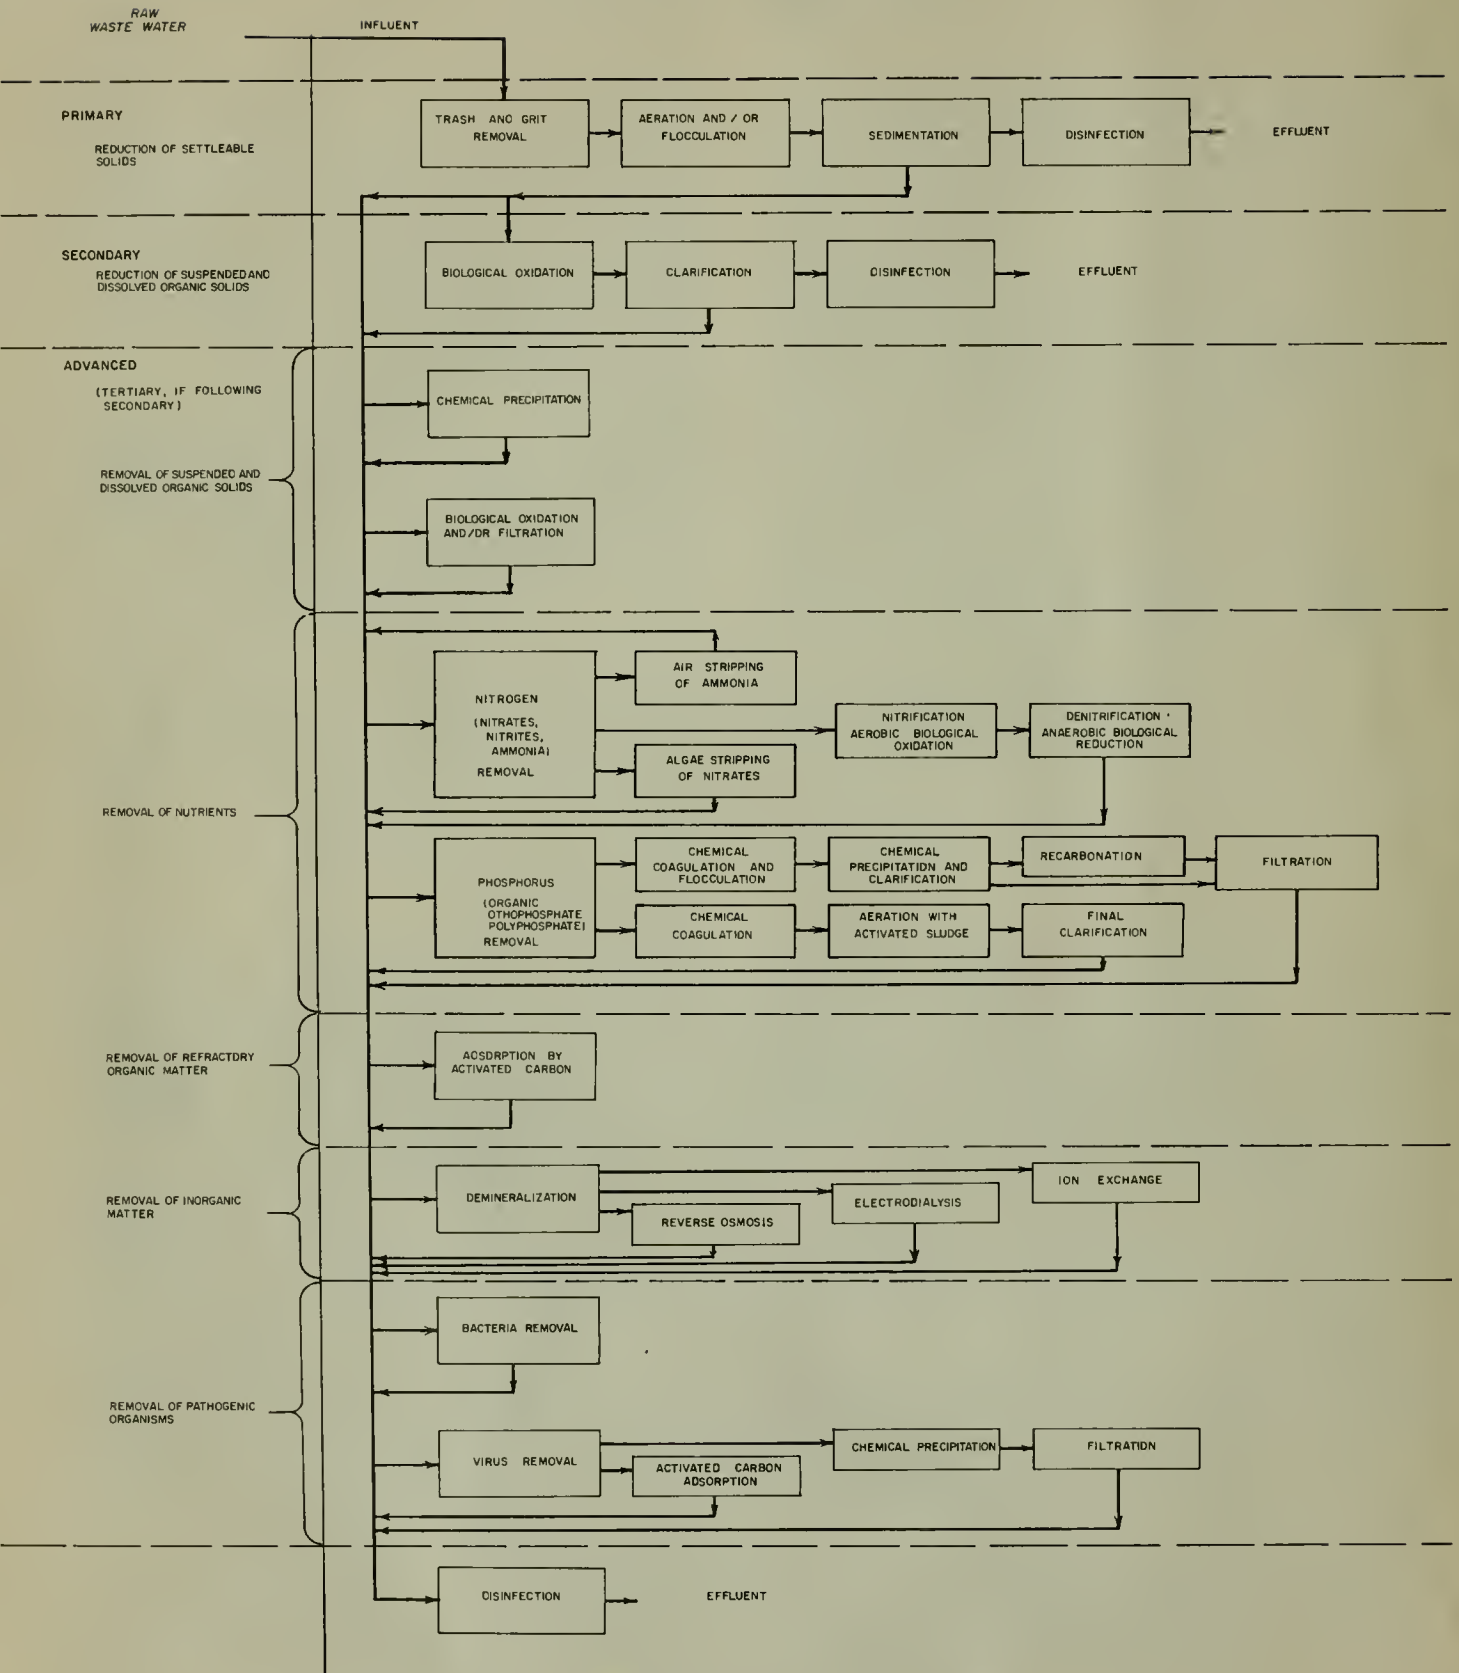 RAW
WASTE WATER
INFLUENT
PRIMARY
REDUCTION OF SETTLEABLE
SOLIDS
TRASH AND GRIT
REMOVAL
AERATION AND / OR
FLOCCULATION
SEDIMENTATION
DISINFECTION
EFFLUENT
SECONDARY
REDUCTION OF SUSPENDED AND
DISSOLVED ORGANIC SOLIDS
BIOLOGICAL OXIDATION
CLARIFICATION
DISINFECTION
EFFLUENT
ADVANCED
(TERTIARY, IF FOLLOWING
SECONDARY)
CHEMICAL PRECIPITATION
REMOVAL OF SUSPENDED AND
DISSOLVED ORGANIC SOLIDS
BIOLOGICAL OXIDATION
AND/OR FILTRATION
REMOVAL OF NUTRIENTS
NITROGEN
(NITRATES,
NITRITES,
AMMONIA)
REMOVAL
AIR STRIPPING
OF AMMONIA
NITRIFICATION
AEROBIC BIOLOGICAL
OXIDATION
DENITRIFICATION
ANAEROBIC BIOLOGICAL
REDUCTION
ALGAE STRIPPING
OF NITRATES
PHOSPHORUS
(ORGANIC
OTHOPHOSPHATE
POLYPHOSPHATE)
REMOVAL
CHEMICAL
COAGULATION AND
FLOCCULATION
CHEMICAL
PRECIPITATION AND
CLARIFICATION
RECARBONATION
FILTRATION
CHEMICAL
COAGULATION
AERATION WITH
ACTIVATED SLUDGE
FINAL
CLARIFICATION
REMOVAL OF REFRACTORY
ORGANIC MATTER
ADSORPTION BY
ACTIVATED CARBON
REMOVAL OF INORGANIC
MATTER
DEMINERALIZATION
REVERSE OSMOSIS
ELECTRODIALYSIS
ION EXCHANGE
REMOVAL OF PATHOGENIC
ORGANISMS
BACTERIA REMOVAL
VIRUS REMOVAL
ACTIVATED CARBON
ADSORPTION
CHEMICAL PRECIPITATION
FILTRATION
DISINFECTION
EFFLUENT